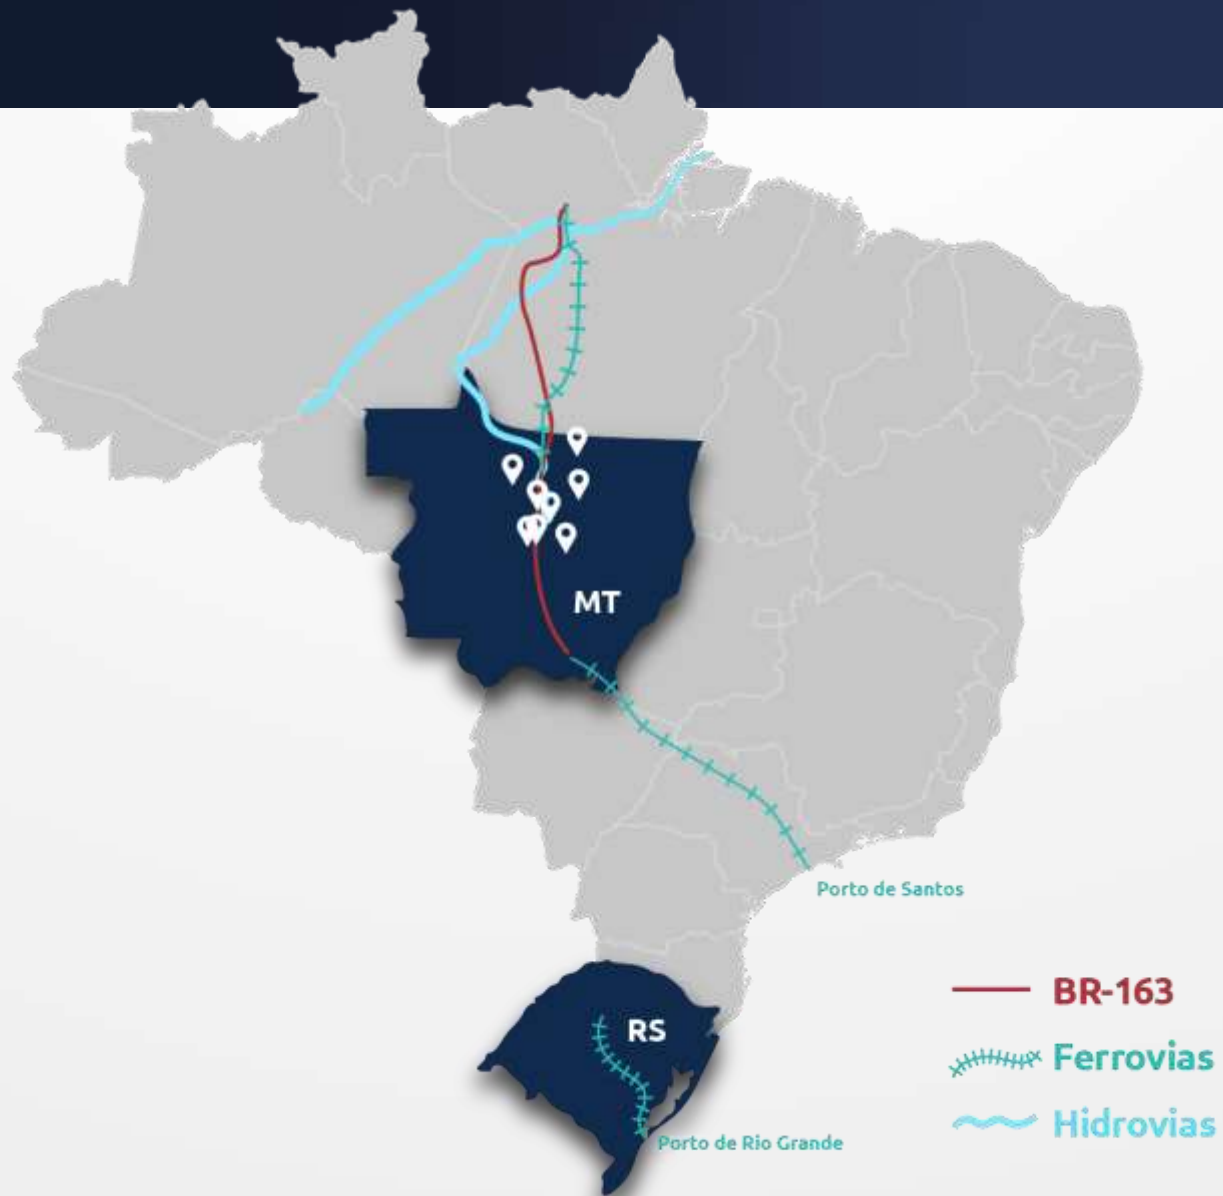 MT
Porto de Santos
BR-163
RS
Ferrovias
Hidrovias
Porto de Rio Grande